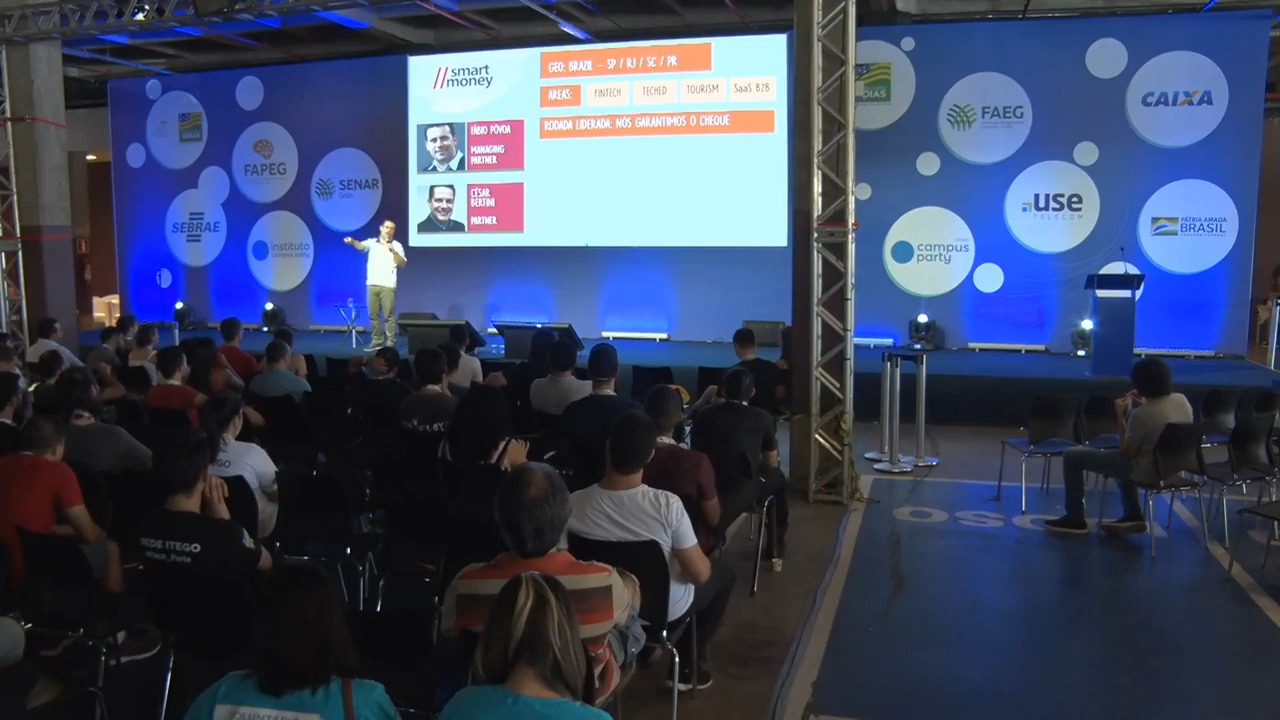 //smart
money
GEO: BRAZIL – SP / RJ / SC / PR
AREAS:
FINTECH
TECHED
TOURISM
SaaS B2B
RODADA LIDERADA: NÓS GARANTIMOS O CHEQUE
FÁBIO PÓVOA
MANAGING
PARTNER
CÉSAR
BERTINI
PARTNER
FAPEG
SENAR
Goiás
SEBRAE
instituto
campus party
FAEG
CAIXA
use
TELECOM
campus
party
PÁTRIA AMADA
BRASIL
REDE ITEGO